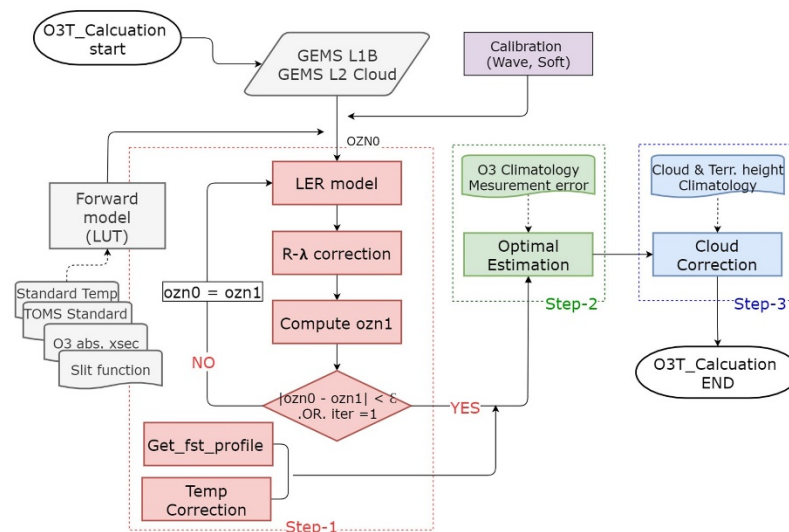 O3T_Calcuation
start
GEMS L1B
GEMS L2 Cloud
Calibration
(Wave, Soft)
OZN0
LER model
Forward
model
(LUT)
R-λ correction
ozn0 = ozn1
Compute ozn1
Standard Temp
TOMS Standard
O3 abs. xsec
Slit function
NO
|ozn0 - ozn1| < ε
.OR. iter =1
YES
Get_fst_profile
Temp
Correction
Step-1
O3 Climatology
Mesurement error
Optimal
Estimation
Step-2
Cloud & Terr. height
Climatology
Cloud
Correction
Step-3
O3T_Calcuation
END